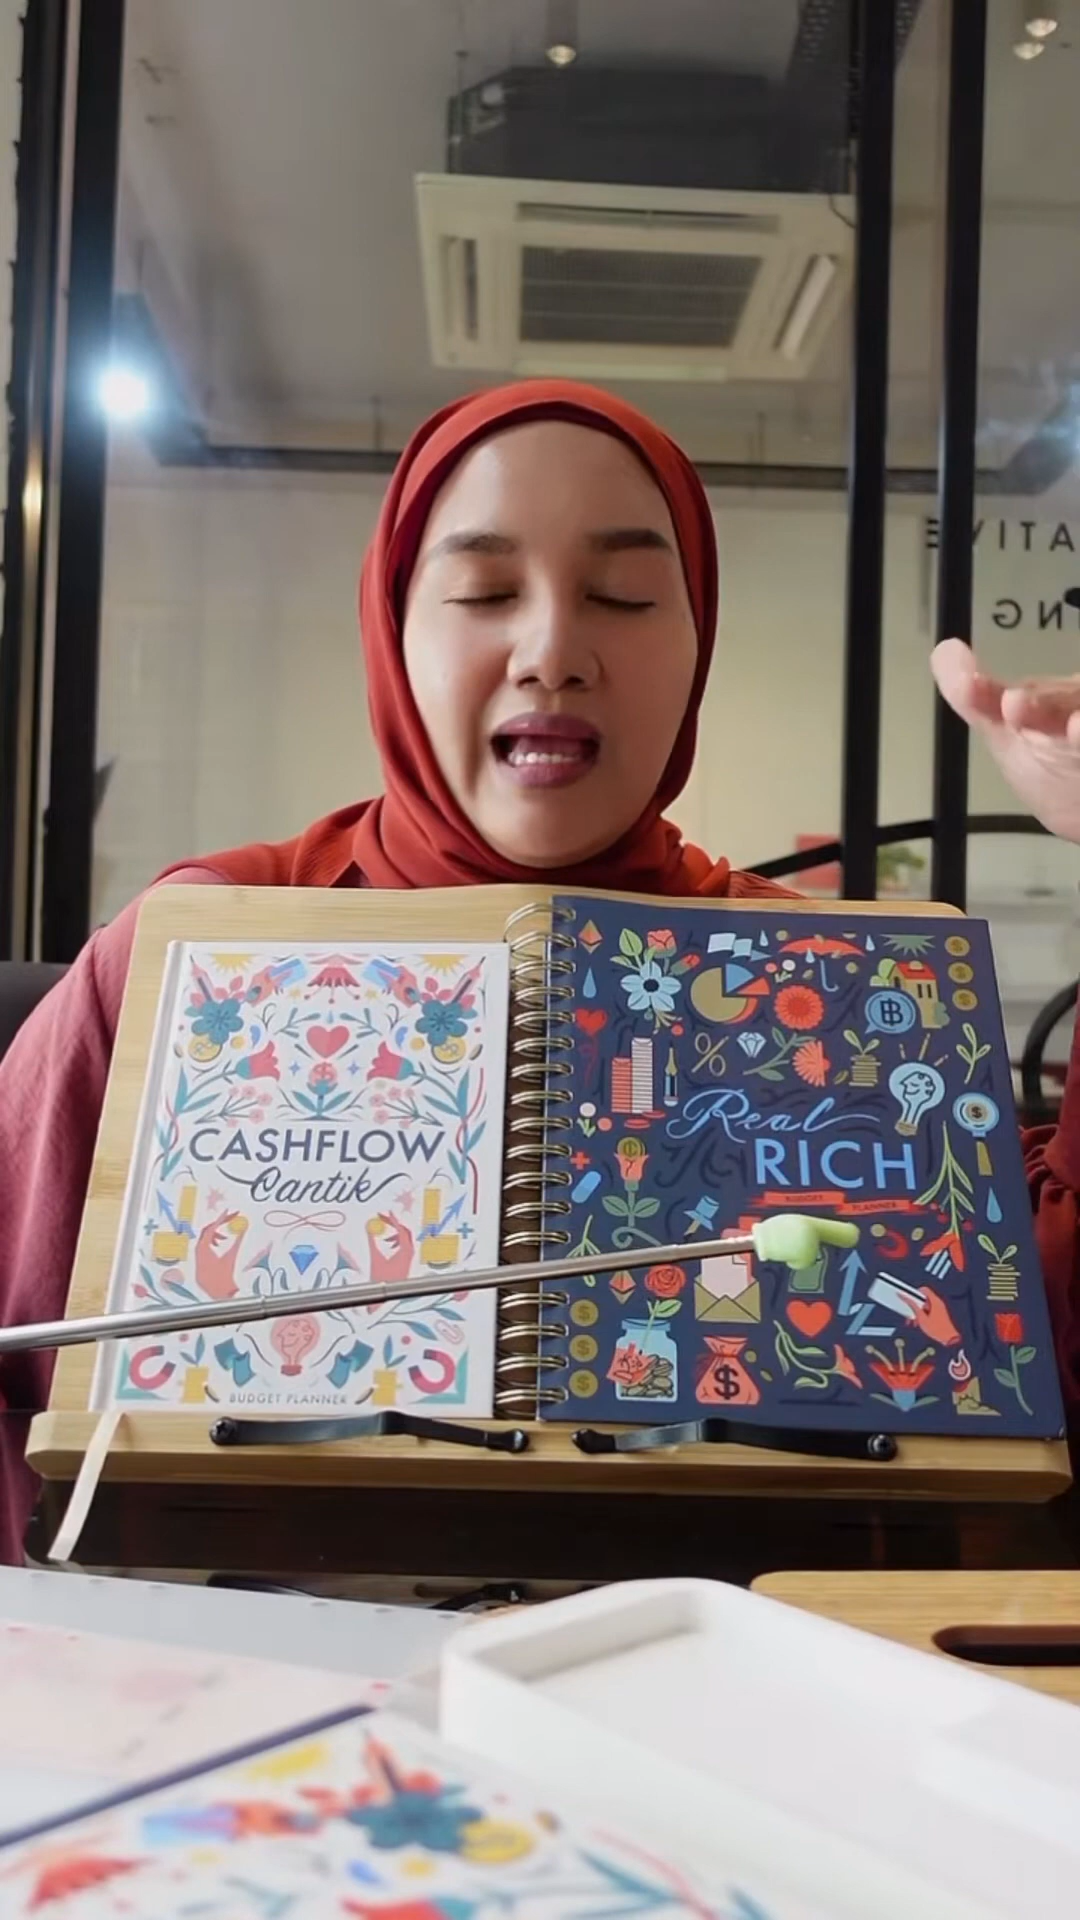 CASHFLOW
Cantik
BUDGET PLANNER
Real
RICH
BUDGET
PLANNER